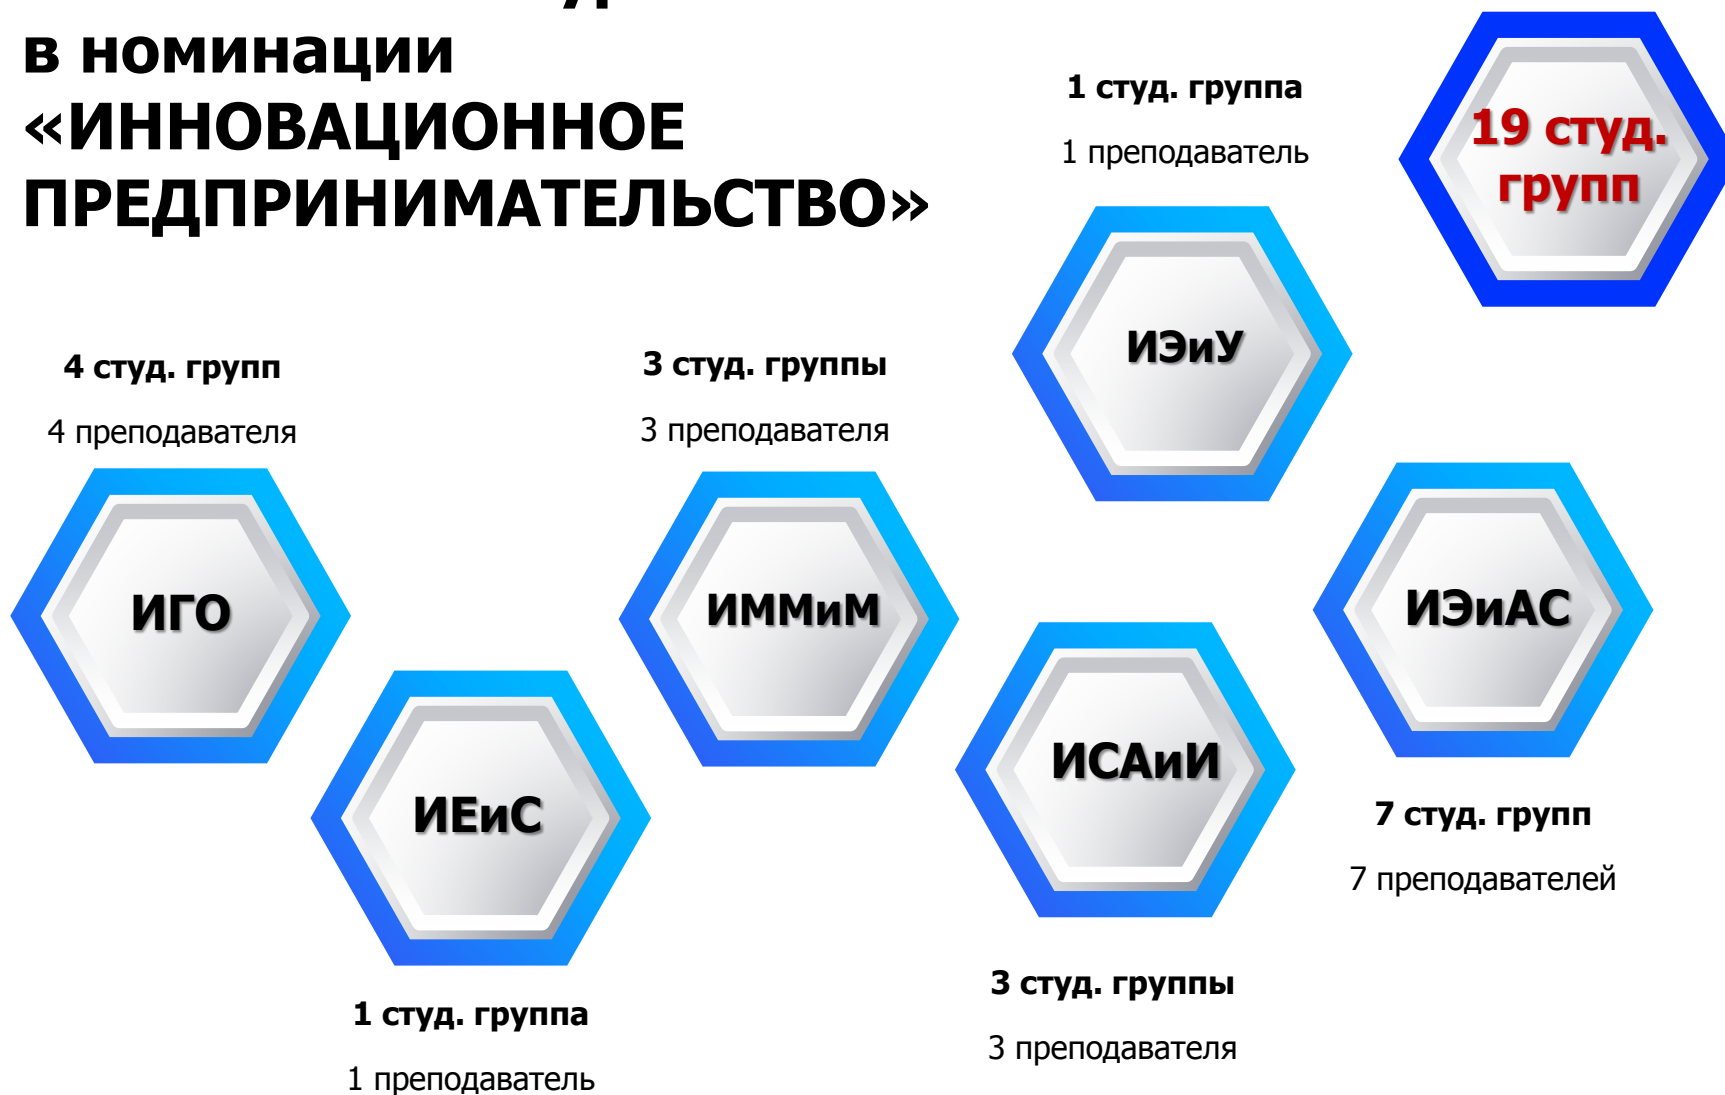 в номинации
«ИННОВАЦИОННОЕ
ПРЕДПРИНИМАТЕЛЬСТВО»
1 студ. группа
1 преподаватель
19 студ.
групп
ИЭиУ
4 студ. групп
4 преподавателя
3 студ. группы
3 преподавателя
ИГО
ИММиМ
ИЭиАС
ИЕиС
ИСАиИ
7 студ. групп
7 преподавателей
1 студ. группа
1 преподаватель
3 студ. группы
3 преподавателя